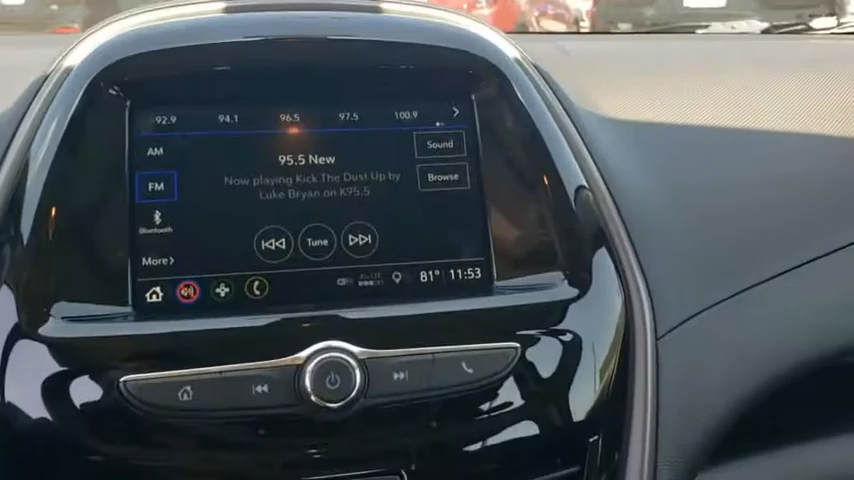 92.9 94.1 96.5 97.5 100.9
AM
Sound
95.5 New
FM
Now playing Kick The Dust Up by
Browse
Luke Bryan on K95.5
Bluetooth
Tune
More
LTE
81° 11:53